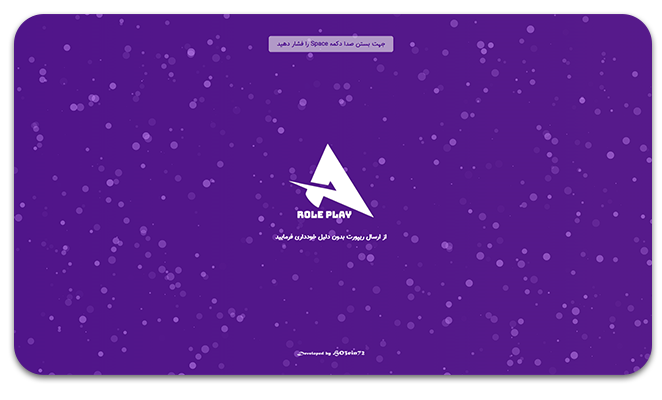 جهت بستن صدا دکمه Space را فشار دهید
ROLE PLAY
از ارسال ریپورت بدون دلیل خودداری فرمایید
Developed by